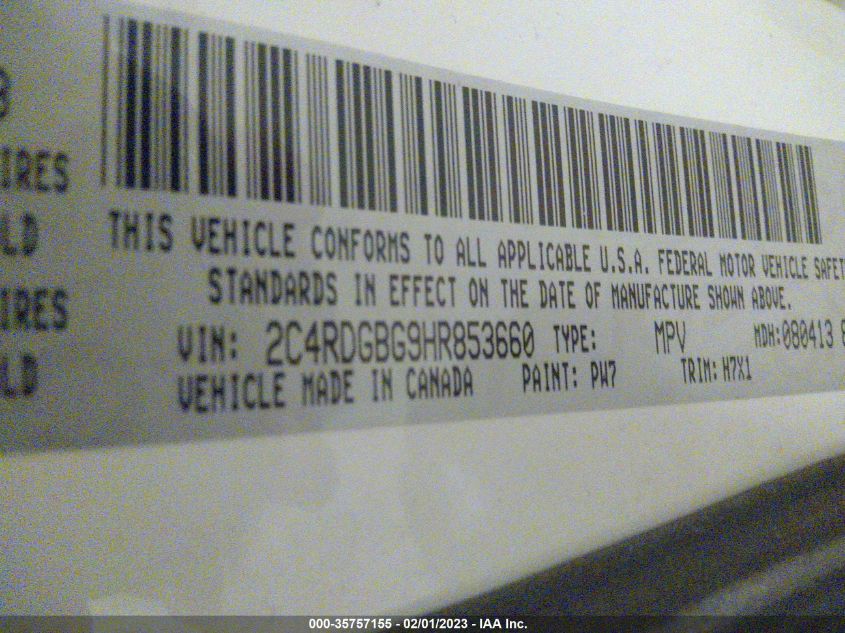 IRES
LD
IRES
LD
THIS VEHICLE CONFORMS TO ALL APPLICABLE U.S.A. FEDERAL MOTOR VEHICLE SAFET
STANDARDS IN EFFECT ON THE DATE OF MANUFACTURE SHOWN ABOVE.
VIN: 2C4RDGBG9HR853660 TYPE: MPV MDH:080413
VEHICLE MADE IN CANADA PAINT: PW7 TRIM: H7X1
000-35757155 - 02/01/2023 - IAA Inc.